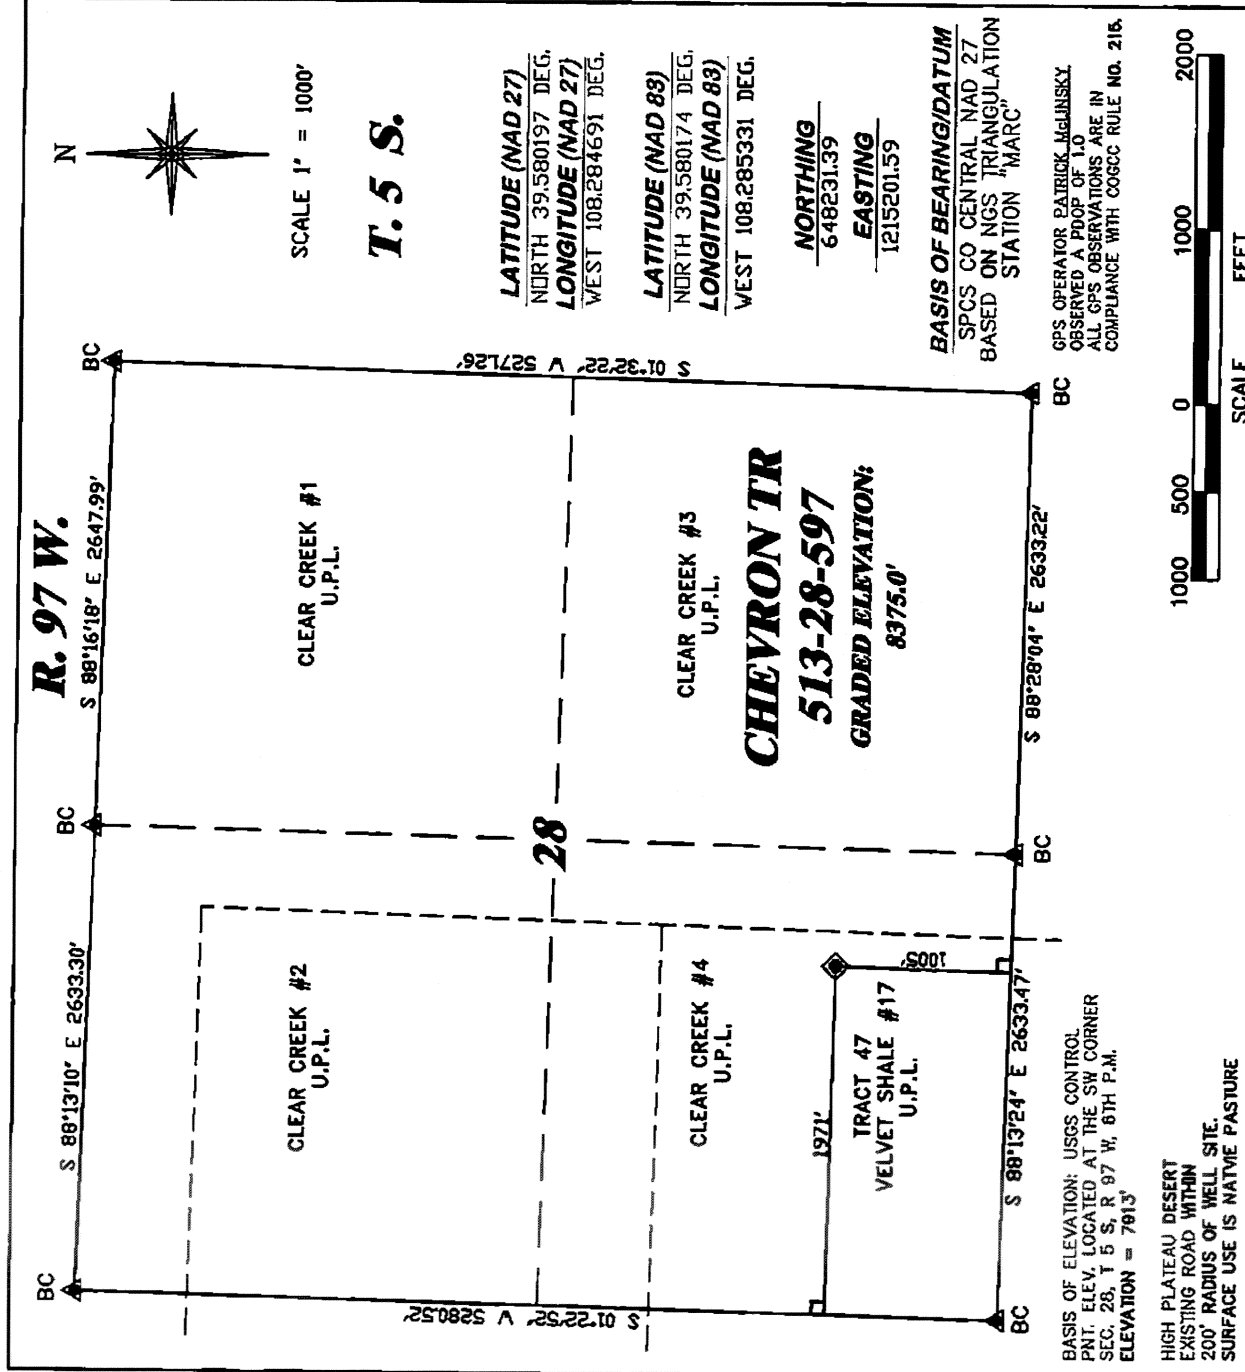 R. 97 W.
N
SCALE 1" = 1000'
T. 5 S.
BC
S 88°13'10" E 2633.30'
BC
S 88°16'18" E 2647.99'
BC
CLEAR CREEK #2
U.P.L.
CLEAR CREEK #1
U.P.L.
S 01°22'52" W 5280.52'
28
S 01°32'22" W 5271.26'
CLEAR CREEK #4
U.P.L.
CLEAR CREEK #3
U.P.L.
CHEVRON TR
513-28-597
GRADED ELEVATION:
8375.0'
1971'
1005'
TRACT 47
VELVET SHALE #17
U.P.L.
BC
S 88°13'24" E 2633.47'
BC
S 88°28'04" E 2633.22'
BC
LATITUDE (NAD 27)
NORTH 39.580197 DEG.
LONGITUDE (NAD 27)
WEST 108.284691 DEG.
LATITUDE (NAD 83)
NORTH 39.580174 DEG.
LONGITUDE (NAD 83)
WEST 108.285331 DEG.
NORTHING
648231.39
EASTING
1215201.59
BASIS OF BEARING/DATUM
SPCS CO CENTRAL NAD 27
BASED ON NGS TRIANGULATION
STATION "MARC"
GPS OPERATOR PATRICK McLINSKY
OBSERVED A PDOP OF 1.0
ALL GPS OBSERVATIONS ARE IN
COMPLIANCE WITH COGCC RULE NO. 215.
BASIS OF ELEVATION: USGS CONTROL
PNT. ELEV. LOCATED AT THE SW CORNER
SEC. 28, T 5 S, R 97 W, 6TH P.M.
ELEVATION = 7913'
HIGH PLATEAU DESERT
EXISTING ROAD WITHIN
200' RADIUS OF WELL SITE.
SURFACE USE IS NATVIE PASTURE
1000 500 0 1000 2000
SCALE FEET